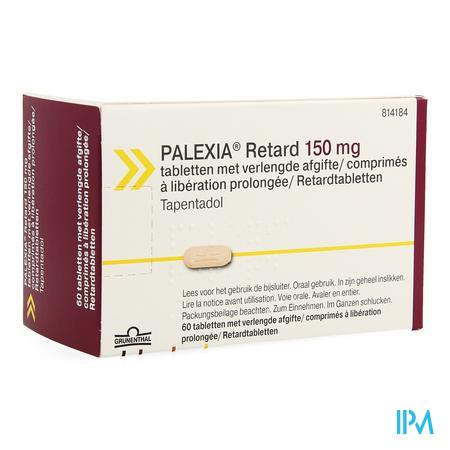 814184
PALEXIA® Retard 150 mg
tabletten met verlengde afgifte/ comprimés
à libération prolongée/ Retardtabletten
Tapentadol
Lees voor het gebruik de bijsluiter. Oraal gebruik. In zijn geheel inslikken.
Lire la notice avant utilisation. Voie orale. Avaler en entier.
Packungsbeilage beachten. Zum Einnehmen. Im Ganzen schlucken.
60 tabletten met verlengde afgifte/ comprimés à libération
prolongée/ Retardtabletten
GRUNENTHAL
PALEXIA® Retard 150 mg
tabletten met verlengde afgifte/
comprimés à libération prolongée/
Retardtabletten
60 tabletten met verlengde afgifte/
comprimés à libération prolongée/
Retardtabletten
IPM